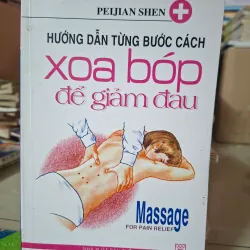 PEIJIAN SHEN
HƯỚNG DẪN TỪNG BƯỚC CÁCH
xoa bóp
để giảm đau
Massage
FOR PAIN RELIEF